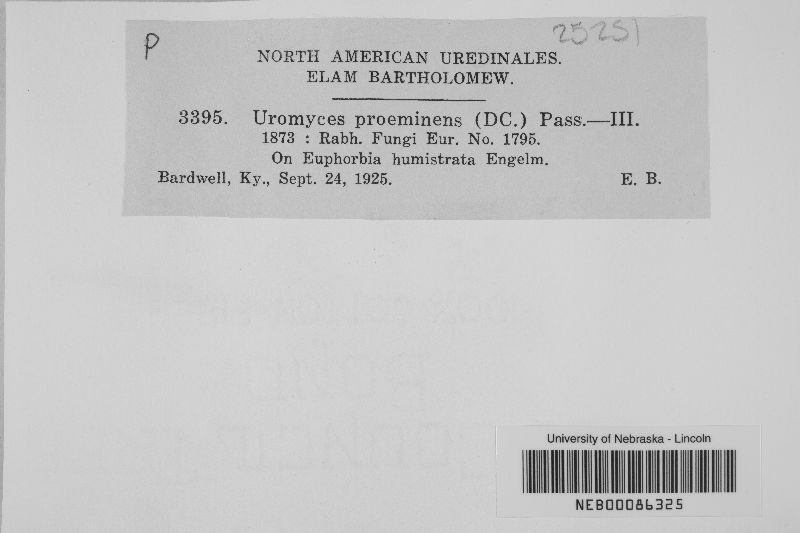 P
25251
NORTH AMERICAN UREDINALES.
ELAM BARTHOLOMEW.
3395. Uromyces proeminens (DC.) Pass.—III.
1873 : Rabh. Fungi Eur. No. 1795.
On Euphorbia humistrata Engelm.
Bardwell, Ky., Sept. 24, 1925. E. B.
University of Nebraska - Lincoln
NEB00086325